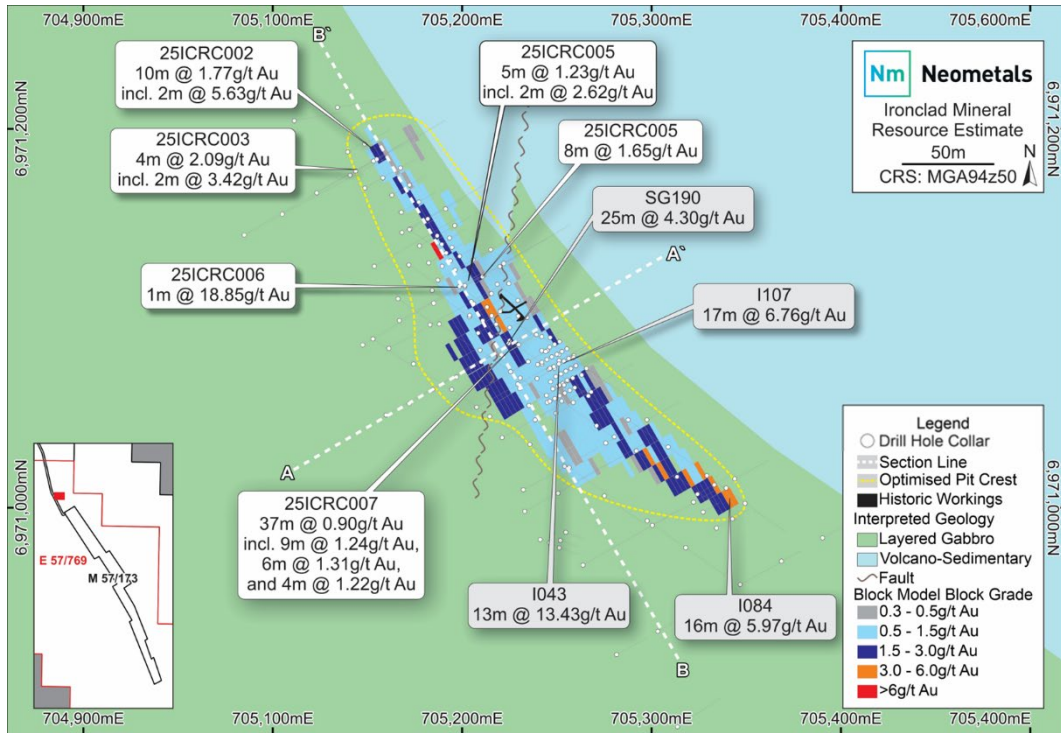 704,900mE
705,100mE
705,200mE
705,300mE
705,400mE
705,600mE
B`
25ICRC002
10m @ 1.77g/t Au
incl. 2m @ 5.63g/t Au
25ICRC005
5m @ 1.23g/t Au
incl. 2m @ 2.62g/t Au
Nm Neometals
Ironclad Mineral
Resource Estimate
50m
N
CRS: MGA94z50
6,971,200mN
6,971,200mN
25ICRC003
4m @ 2.09g/t Au
incl. 2m @ 3.42g/t Au
25ICRC005
8m @ 1.65g/t Au
SG190
25m @ 4.30g/t Au
A`
25ICRC006
1m @ 18.85g/t Au
I107
17m @ 6.76g/t Au
A
25ICRC007
37m @ 0.90g/t Au
incl. 9m @ 1.24g/t Au,
6m @ 1.31g/t Au,
and 4m @ 1.22g/t Au
I043
13m @ 13.43g/t Au
I084
16m @ 5.97g/t Au
B
6,971,000mN
6,971,000mN
E 57/769
M 57/173
Legend
Drill Hole Collar
Section Line
Optimised Pit Crest
Historic Workings
Interpreted Geology
Layered Gabbro
Volcano-Sedimentary
Fault
Block Model Block Grade
0.3 - 0.5g/t Au
0.5 - 1.5g/t Au
1.5 - 3.0g/t Au
3.0 - 6.0g/t Au
>6g/t Au
704,900mE
705,100mE
705,200mE
705,300mE
705,400mE
705,400mE